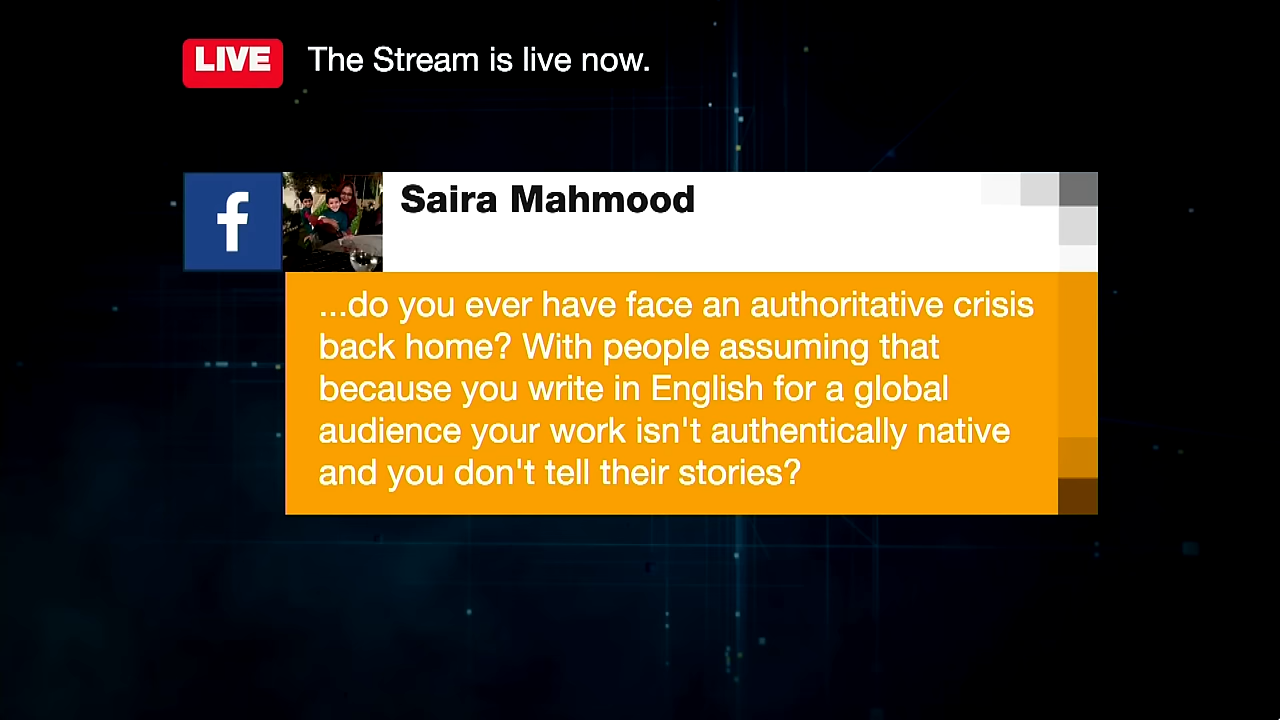 LIVE The Stream is live now.
f
Saira Mahmood
...do you ever have face an authoritative crisis
back home? With people assuming that
because you write in English for a global
audience your work isn't authentically native
and you don't tell their stories?